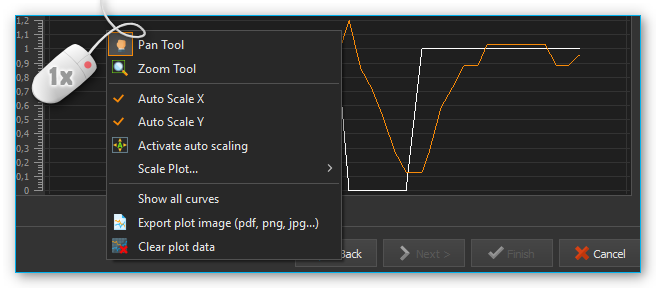 1,2
1
0,9
0,8
0,7
0,6
0,5
0,4
0,3
0,2
0,1
0
1x
Pan Tool
Zoom Tool
Auto Scale X
Auto Scale Y
Activate auto scaling
Scale Plot...
Show all curves
Export plot image (pdf, png, jpg...)
Clear plot data
Back
Next >
Finish
Cancel